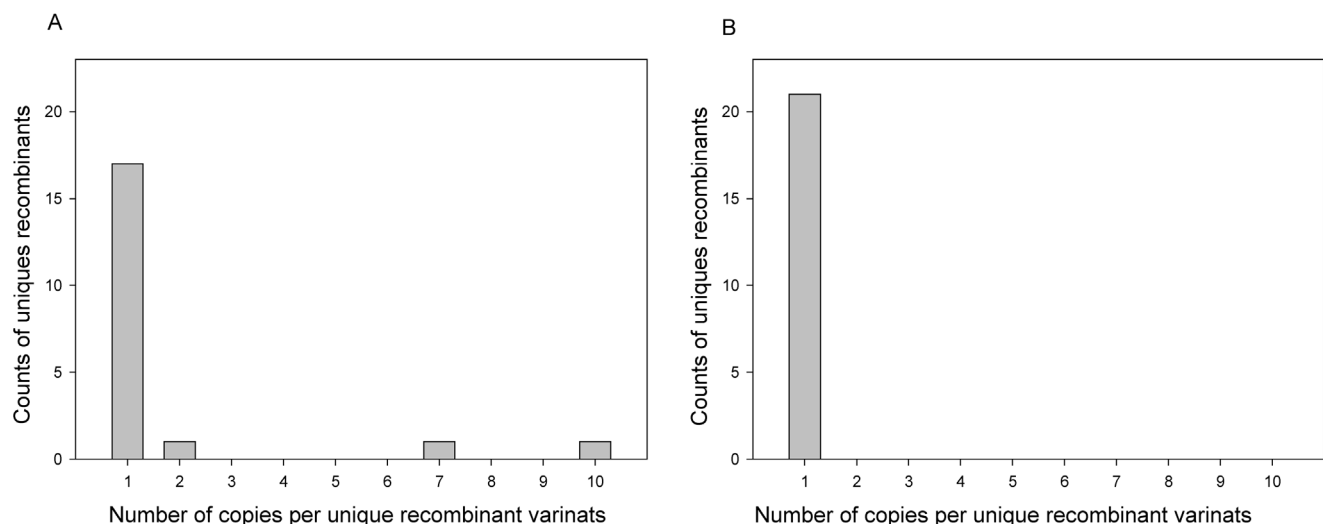 A
Counts of uniques recombinants
20
15
10
5
0
1 2 3 4 5 6 7 8 9 10
Number of copies per unique recombinant varinats
B
Counts of uniques recombinants
20
15
10
5
0
1 2 3 4 5 6 7 8 9 10
Number of copies per unique recombinant varinats